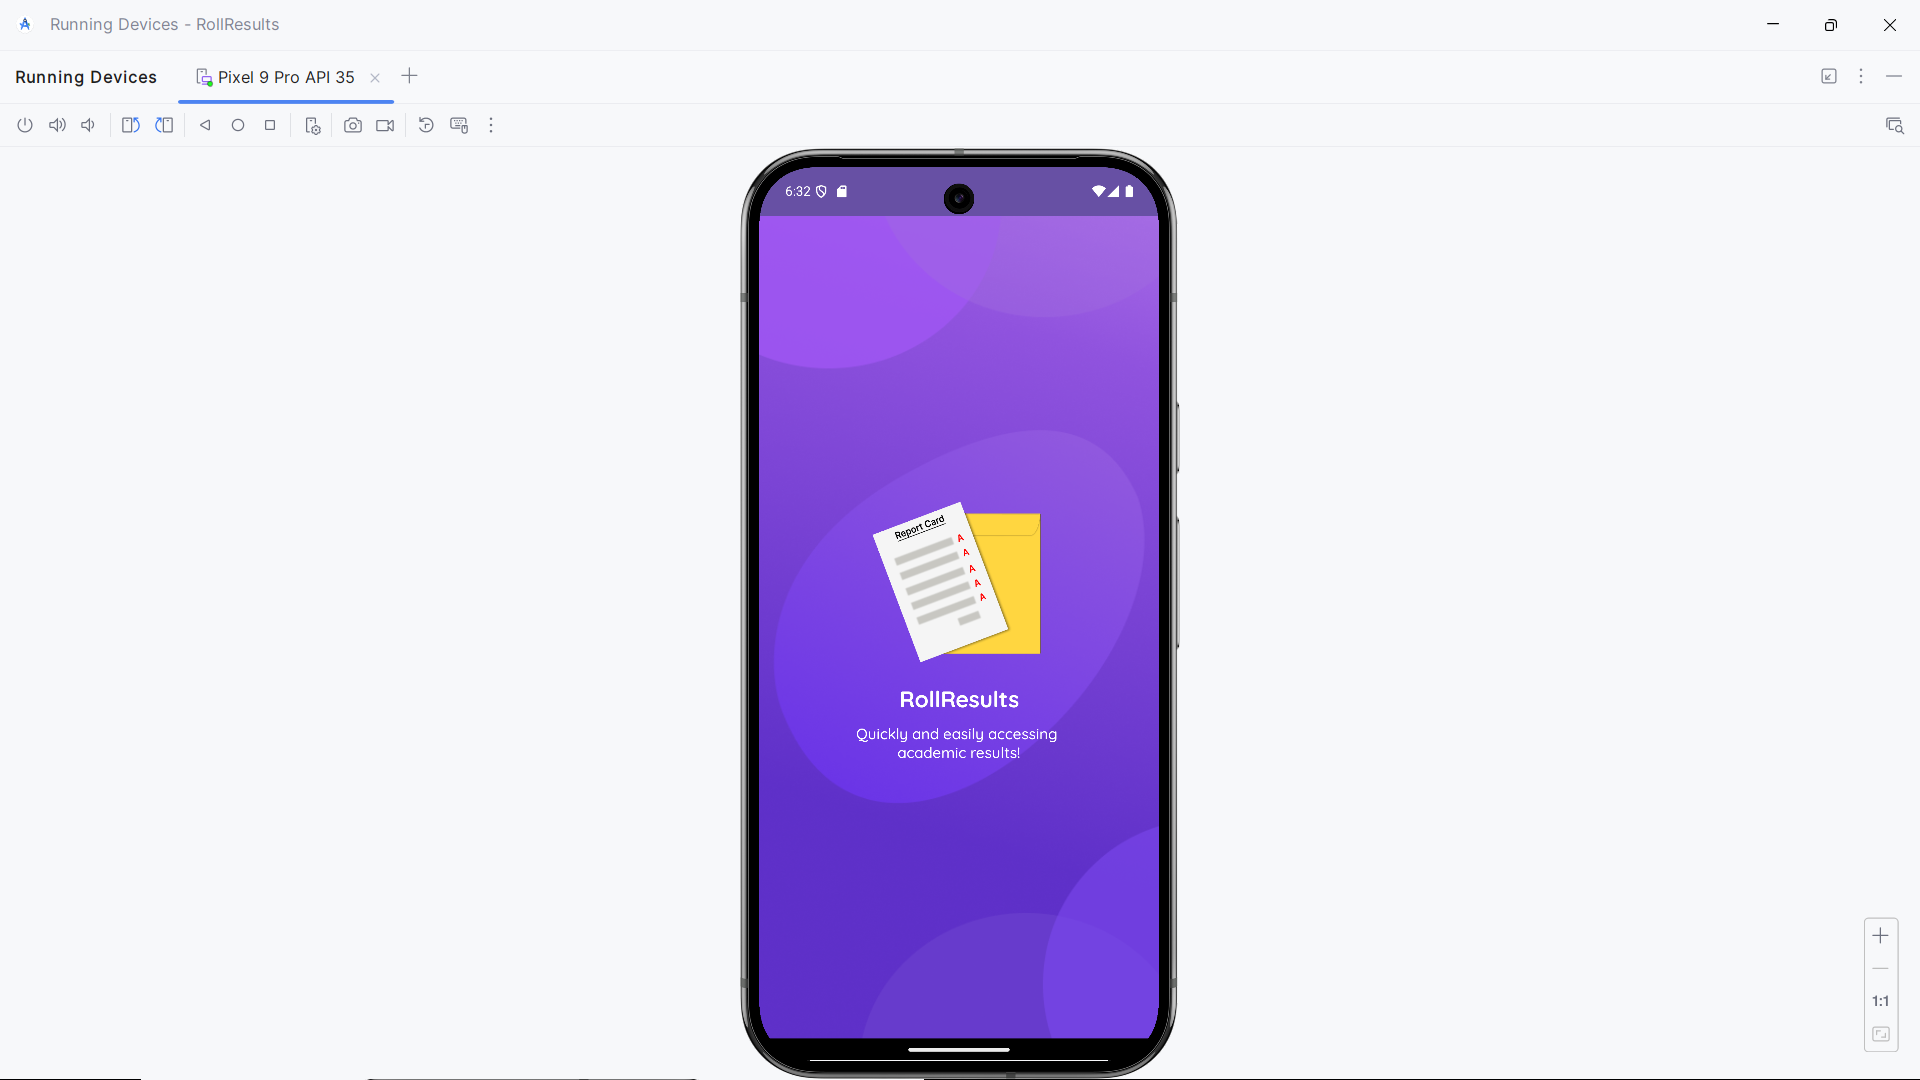 Running Devices - RollResults
Running Devices
Pixel 9 Pro API 35
6:32
Report Card
A
A
A
A
A
RollResults
Quickly and easily accessing
academic results!
1:1